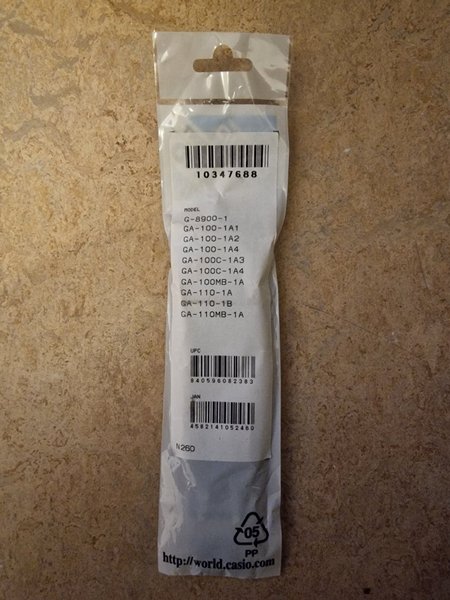 10347688
MODEL
G-8900-1
GA-100-1A1
GA-100-1A2
GA-100-1A4
GA-100C-1A3
GA-100C-1A4
GA-100MB-1A
GA-110-1A
GA-110-1B
GA-110MB-1A
UPC
840596082383
JAN
4582141052460
N260
05
PP
http://world.casio.com